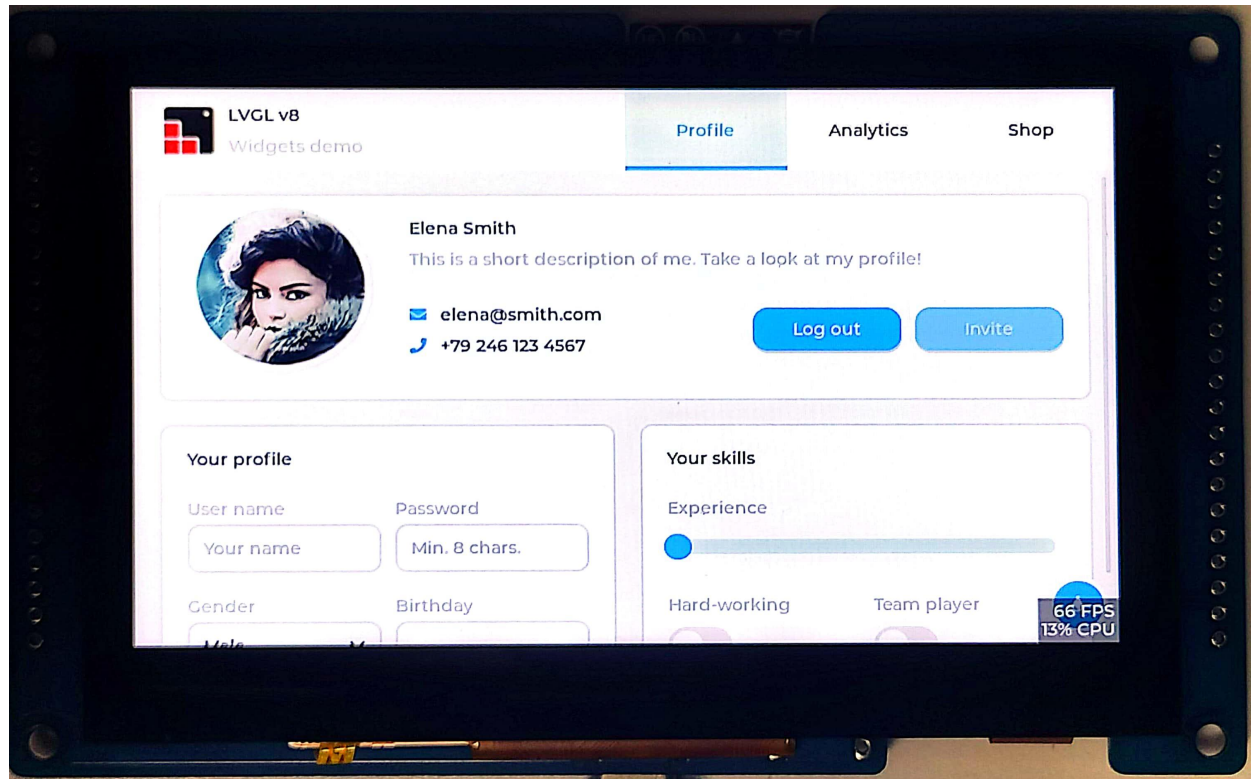 LVGL v8
Widgets demo
Profile
Analytics
Shop
Elena Smith
This is a short description of me. Take a look at my profile!
elena@smith.com
+79 246 123 4567
Log out
Invite
Your profile
User name
Password
Your name
Min. 8 chars.
Gender
Birthday
Male
Your skills
Experience
Hard-working
Team player
66 FPS
13% CPU